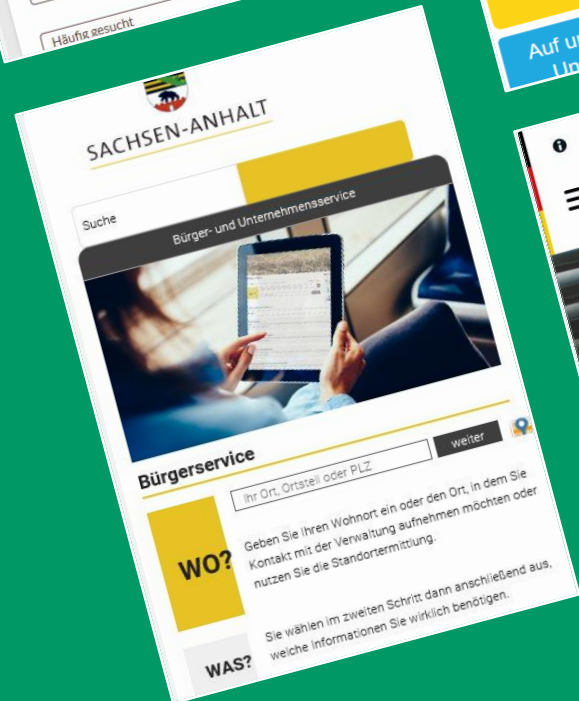 Häufig gesucht
Auf u
Un
SACHSEN-ANHALT
Suche
Bürger- und Unternehmensservice
Bürgerservice
Ihr Ort, Ortsteil oder PLZ
weiter
WO?
Geben Sie Ihren Wohnort ein oder den Ort, in dem Sie
Kontakt mit der Verwaltung aufnehmen möchten oder
nutzen Sie die Standortermittlung.
WAS?
Sie wählen im zweiten Schritt dann anschließend aus,
welche Informationen Sie wirklich benötigen.